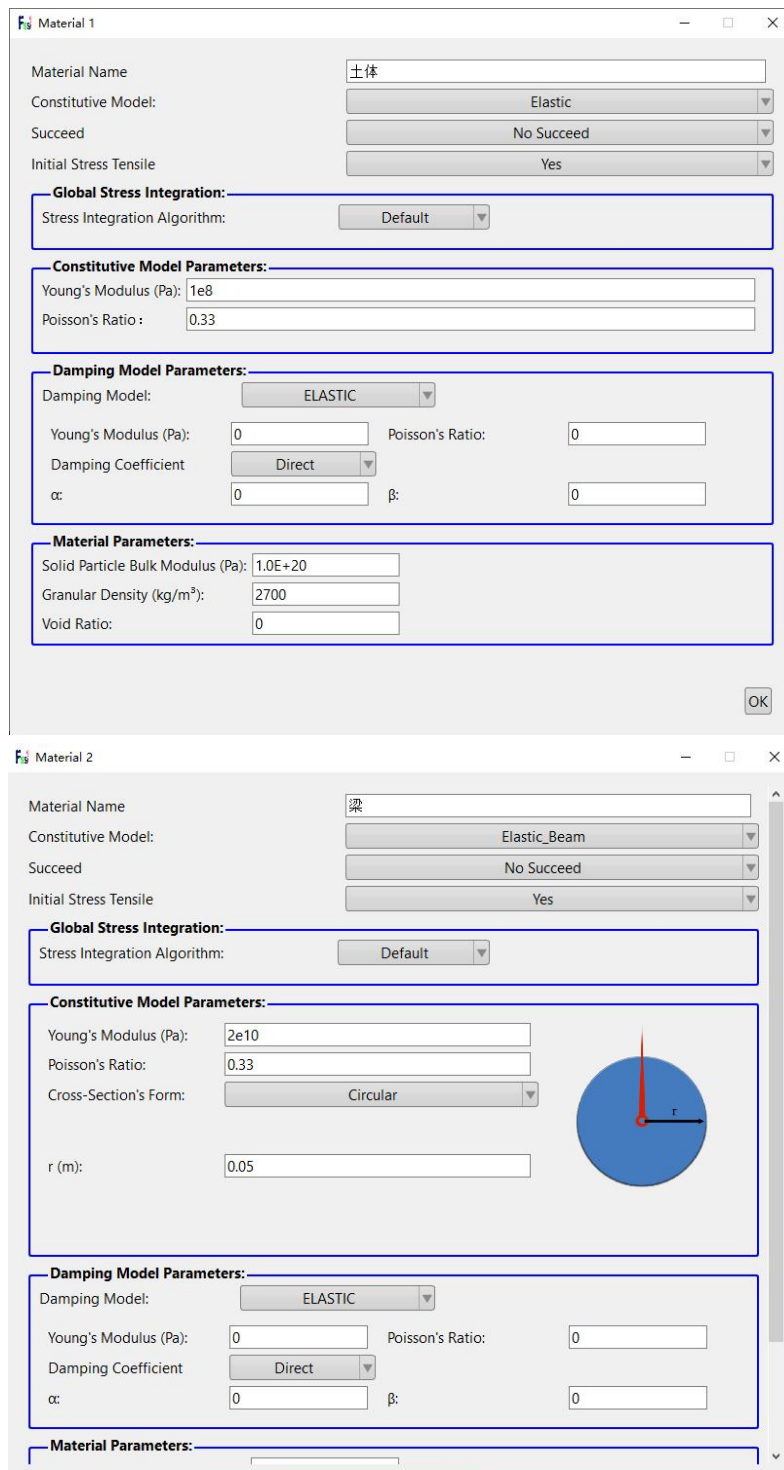 Material 1
Material Name 土体
Constitutive Model: Elastic
Succeed No Succeed
Initial Stress Tensile Yes
Global Stress Integration:
Stress Integration Algorithm: Default
Constitutive Model Parameters:
Young's Modulus (Pa): 1e8
Poisson's Ratio： 0.33
Damping Model Parameters:
Damping Model: ELASTIC
Young's Modulus (Pa): 0 Poisson's Ratio: 0
Damping Coefficient Direct
α: 0 β: 0
Material Parameters:
Solid Particle Bulk Modulus (Pa): 1.0E+20
Granular Density (kg/m³): 2700
Void Ratio: 0
OK
Material 2
Material Name 梁
Constitutive Model: Elastic_Beam
Succeed No Succeed
Initial Stress Tensile Yes
Global Stress Integration:
Stress Integration Algorithm: Default
Constitutive Model Parameters:
Young's Modulus (Pa): 2e10
Poisson's Ratio: 0.33
Cross-Section's Form: Circular
r
r (m): 0.05
Damping Model Parameters:
Damping Model: ELASTIC
Young's Modulus (Pa): 0 Poisson's Ratio: 0
Damping Coefficient Direct
α: 0 β: 0
Material Parameters: